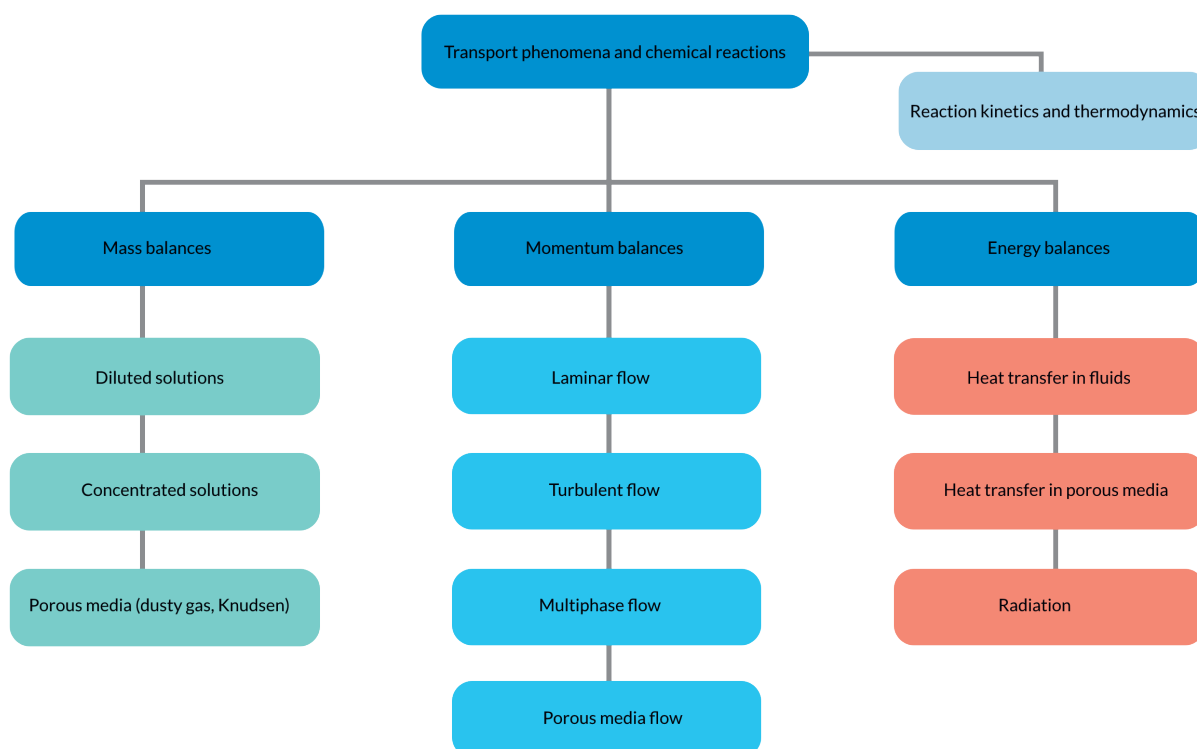 Transport phenomena and chemical reactions
Reaction kinetics and thermodynamics
Mass balances
Momentum balances
Energy balances
Diluted solutions
Laminar flow
Heat transfer in fluids
Concentrated solutions
Turbulent flow
Heat transfer in porous media
Porous media (dusty gas, Knudsen)
Multiphase flow
Radiation
Porous media flow